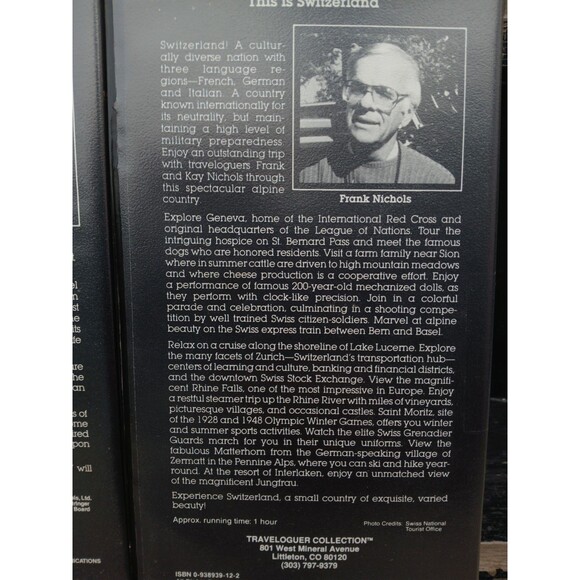 This is Switzerland
Switzerland! A cultur-
ally diverse nation with
three language re-
gions—French, German
and Italian. A country
known internationally for
its neutrality, but main-
taining a high level of
military preparedness.
Enjoy an outstanding trip
with traveloguers Frank
and Kay Nichols through
this spectacular alpine
country.
Frank Nichols
Explore Geneva, home of the International Red Cross and
original headquarters of the League of Nations. Tour the
intriguing hospice on St. Bernard Pass and meet the famous
dogs who are honored residents. Visit a farm family near Sion
where in summer cattle are driven to high mountain meadows
and where cheese production is a cooperative effort. Enjoy
a performance of famous 200-year-old mechanized dolls, as
they perform with clock-like precision. Join in a colorful
parade and celebration, culminating in a shooting compe-
tition by well trained Swiss citizen-soldiers. Marvel at alpine
beauty on the Swiss express train between Bern and Basel.
Relax on a cruise along the shoreline of Lake Lucerne. Explore
the many facets of Zurich—Switzerland's transportation hub—
centers of learning and culture, banking and financial districts,
and the downtown Swiss Stock Exchange. View the magnifi-
cent Rhine Falls, one of the most impressive in Europe. Enjoy
a restful steamer trip up the Rhine River with miles of vineyards,
picturesque villages, and occasional castles. Saint Moritz, site
of the 1928 and 1948 Olympic Winter Games, offers you winter
and summer sports activities. Watch the elite Swiss Grenadier
Guards march for you in their unique uniforms. View the
fabulous Matterhorn from the German-speaking village of
Zermatt in the Pennine Alps, where you can ski and hike year-
round. At the resort of Interlaken, enjoy an unmatched view
of the magnificent Jungfrau.
Experience Switzerland, a small country of exquisite, varied
beauty!
Approx. running time: 1 hour
Photo Credits: Swiss National
Tourist Office
TRAVELOGUER COLLECTION™
801 West Mineral Avenue
Littleton, CO 80120
(303) 797-9379
ISBN 0-938939-12-2